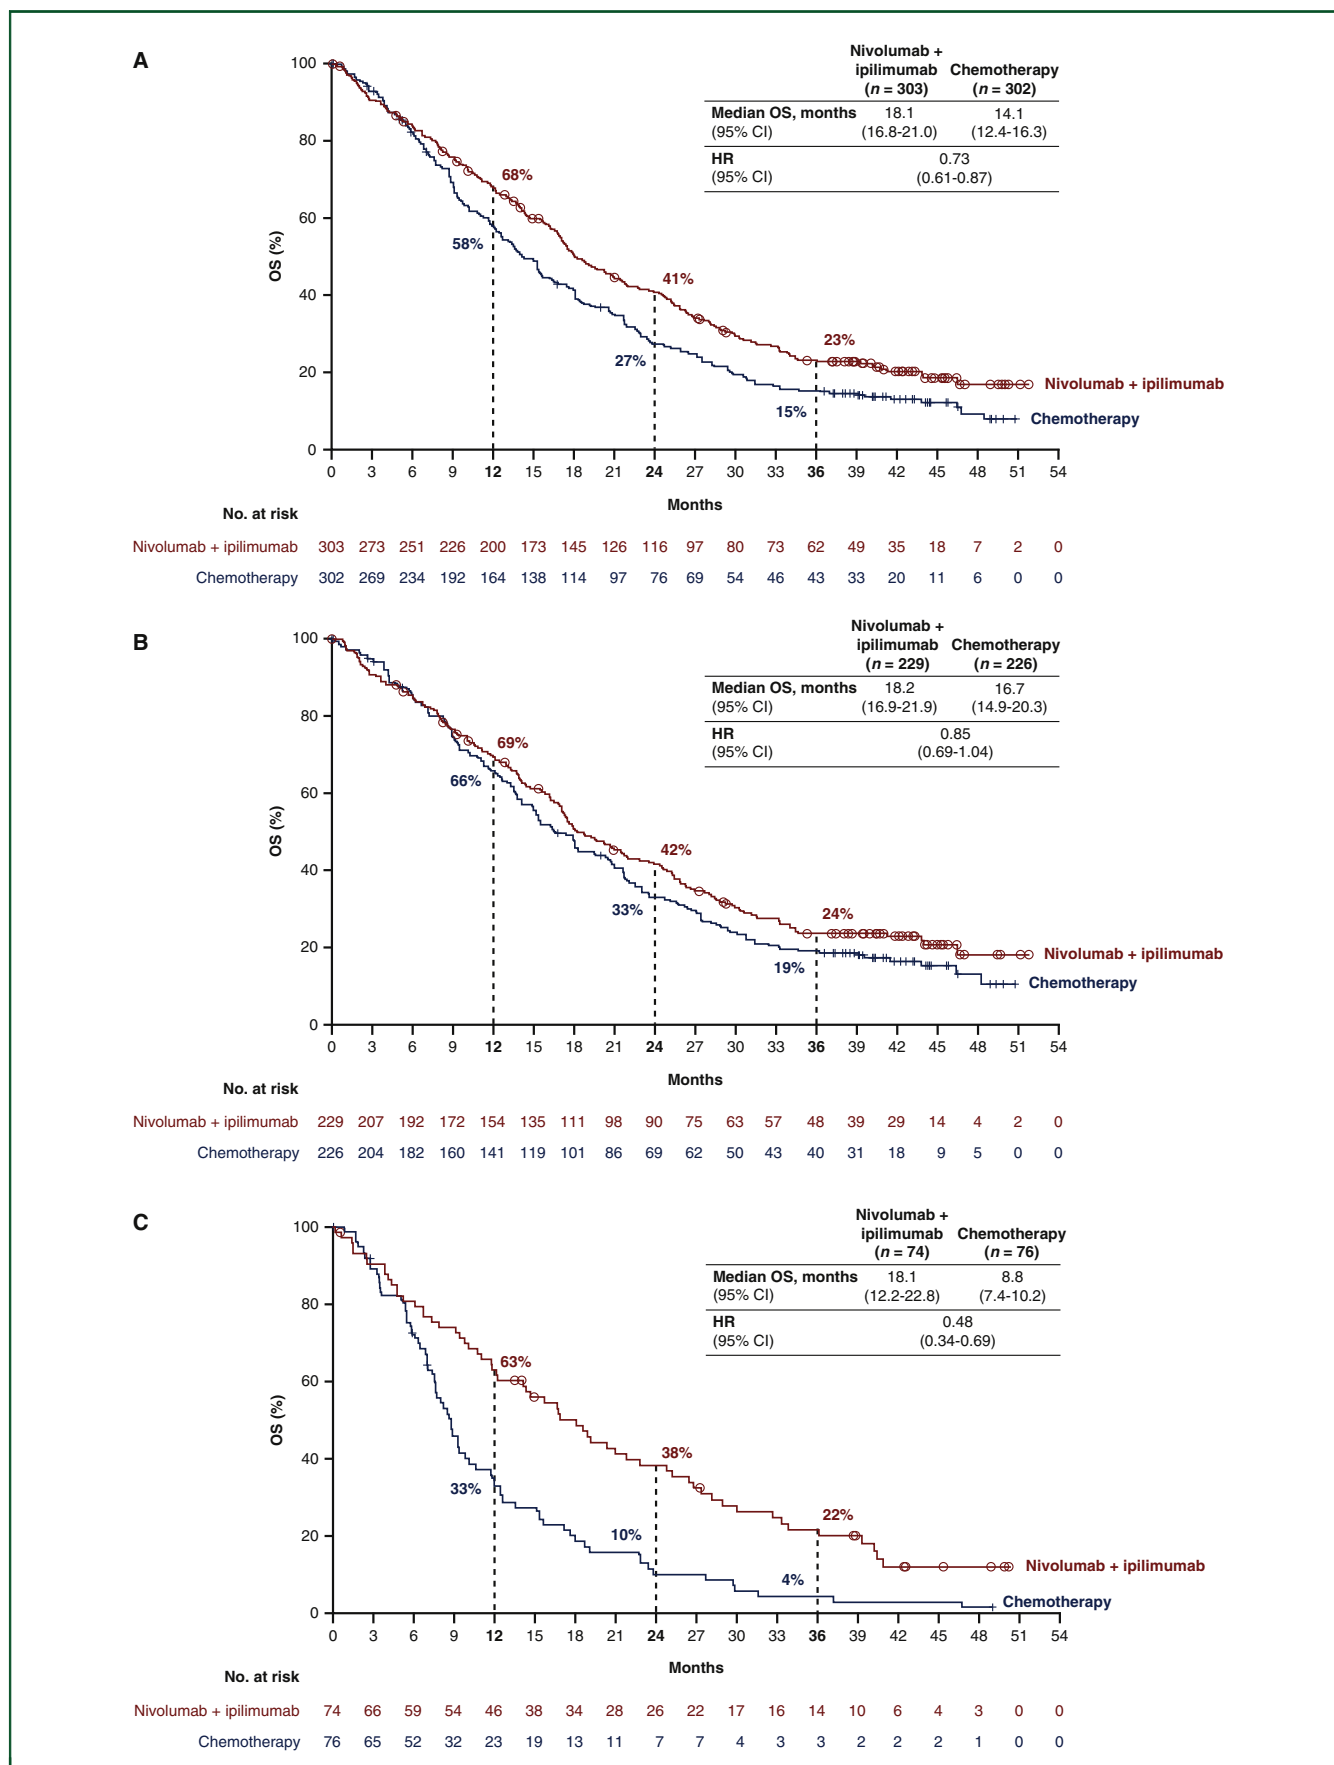 A
Nivolumab +
ipilimumab Chemotherapy
(n = 303) (n = 302)
Median OS, months 18.1 14.1
(95% CI) (16.8-21.0) (12.4-16.3)
HR 0.73
(95% CI) (0.61-0.87)
100
80
60
40
20
0
OS (%)
68%
58%
41%
27%
23%
15%
Nivolumab + ipilimumab
Chemotherapy
0 3 6 9 12 15 18 21 24 27 30 33 36 39 42 45 48 51 54
Months
No. at risk
Nivolumab + ipilimumab 303 273 251 226 200 173 145 126 116 97 80 73 62 49 35 18 7 2 0
Chemotherapy 302 269 234 192 164 138 114 97 76 69 54 46 43 33 20 11 6 0 0
B
Nivolumab +
ipilimumab Chemotherapy
(n = 229) (n = 226)
Median OS, months 18.2 16.7
(95% CI) (16.9-21.9) (14.9-20.3)
HR 0.85
(95% CI) (0.69-1.04)
100
80
60
40
20
0
OS (%)
69%
66%
42%
33%
24%
19%
Nivolumab + ipilimumab
Chemotherapy
0 3 6 9 12 15 18 21 24 27 30 33 36 39 42 45 48 51 54
Months
No. at risk
Nivolumab + ipilimumab 229 207 192 172 154 135 111 98 90 75 63 57 48 39 29 14 4 2 0
Chemotherapy 226 204 182 160 141 119 101 86 69 62 50 43 40 31 18 9 5 0 0
C
Nivolumab +
ipilimumab Chemotherapy
(n = 74) (n = 76)
Median OS, months 18.1 8.8
(95% CI) (12.2-22.8) (7.4-10.2)
HR 0.48
(95% CI) (0.34-0.69)
100
80
60
40
20
0
OS (%)
63%
33%
38%
10%
22%
4%
Nivolumab + ipilimumab
Chemotherapy
0 3 6 9 12 15 18 21 24 27 30 33 36 39 42 45 48 51 54
Months
No. at risk
Nivolumab + ipilimumab 74 66 59 54 46 38 34 28 26 22 17 16 14 10 6 4 3 0 0
Chemotherapy 76 65 52 32 23 19 13 11 7 7 4 3 3 2 2 2 1 0 0